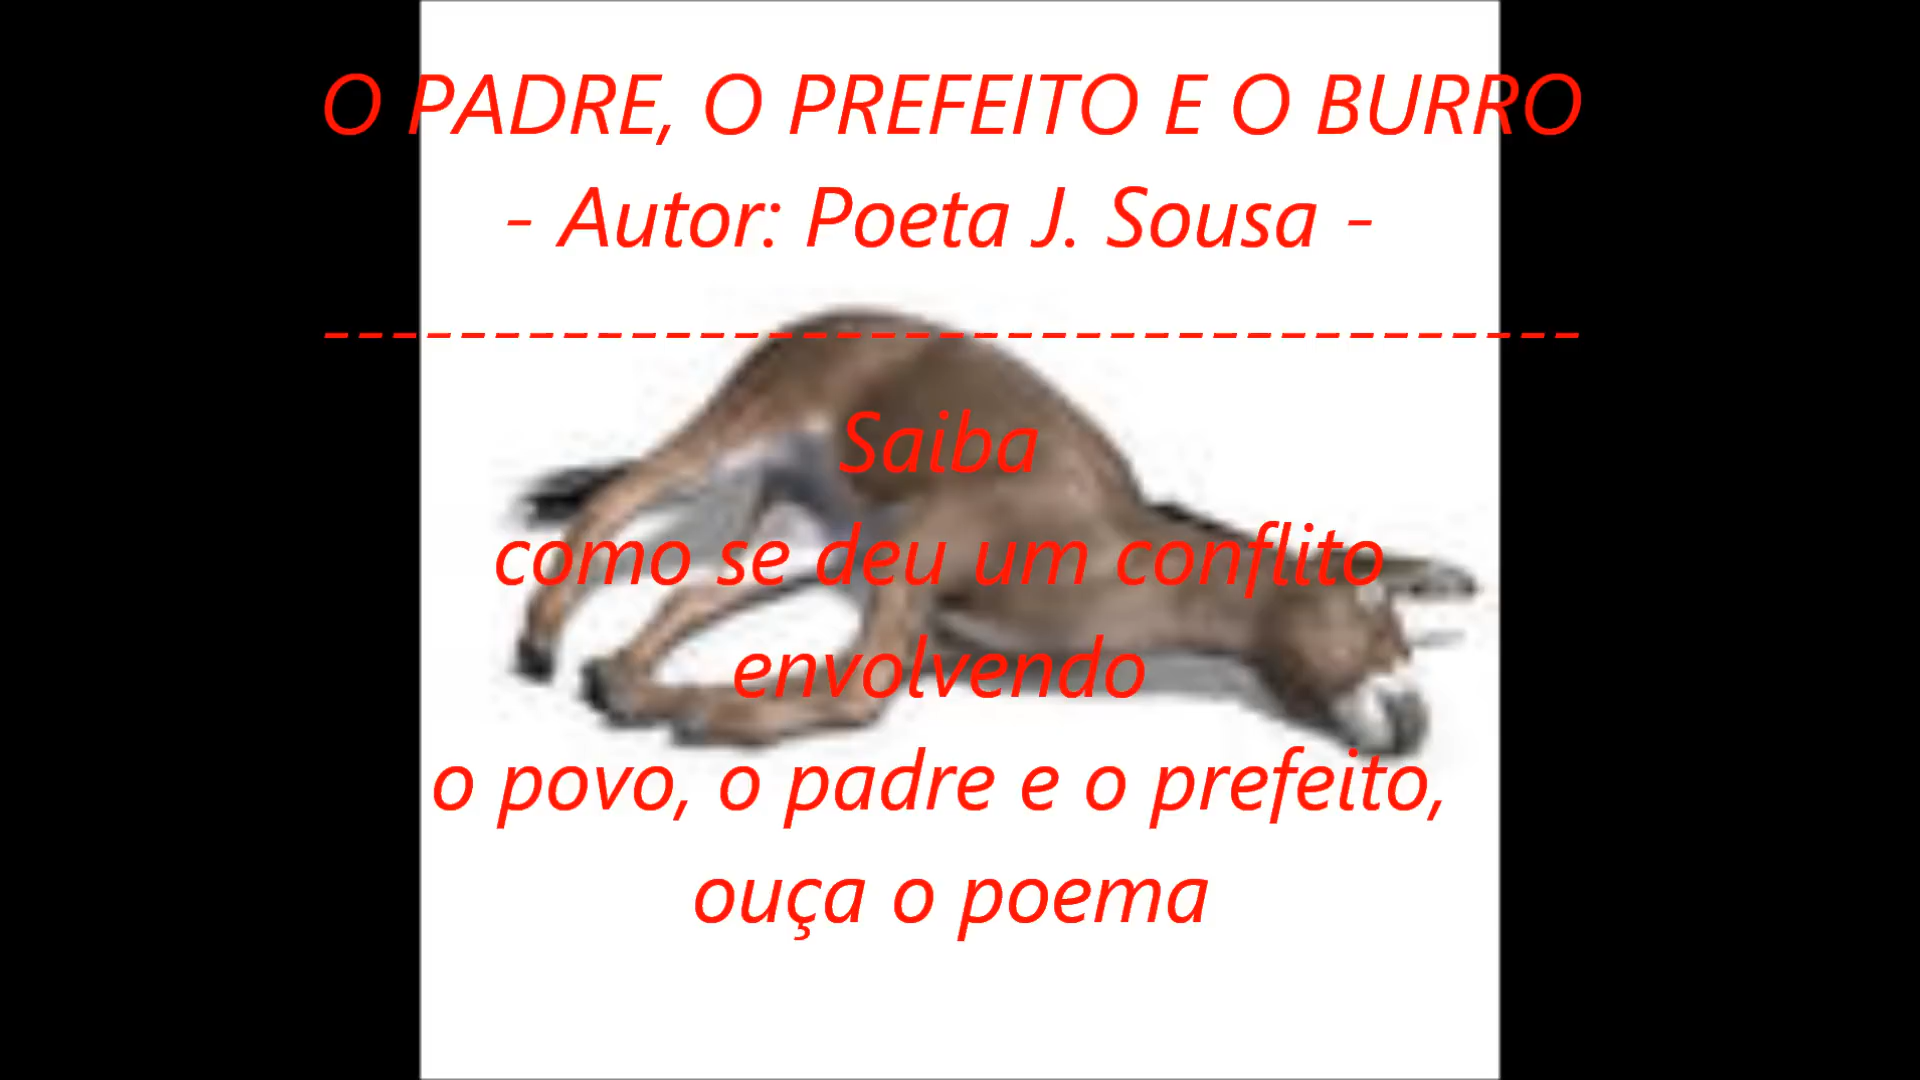 O PADRE, O PREFEITO E O BURRO
- Autor: Poeta J. Sousa -
-------------------------------------
Saiba
como se deu um conflito
envolvendo
o povo, o padre e o prefeito,
ouça o poema